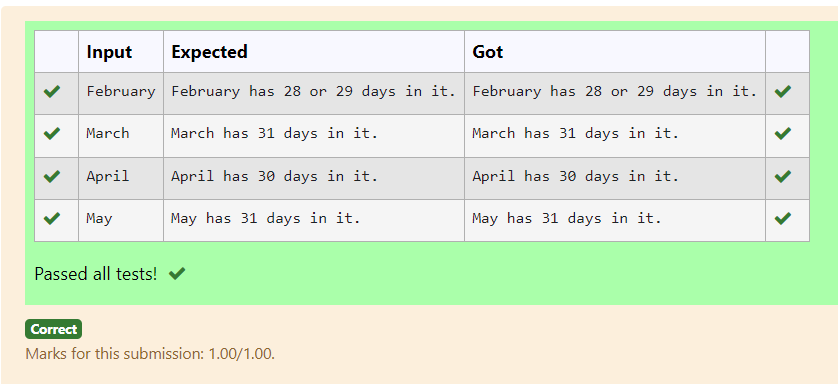 Input Expected Got
February February has 28 or 29 days in it. February has 28 or 29 days in it.
March March has 31 days in it. March has 31 days in it.
April April has 30 days in it. April has 30 days in it.
May May has 31 days in it. May has 31 days in it.
Passed all tests!
Correct
Marks for this submission: 1.00/1.00.